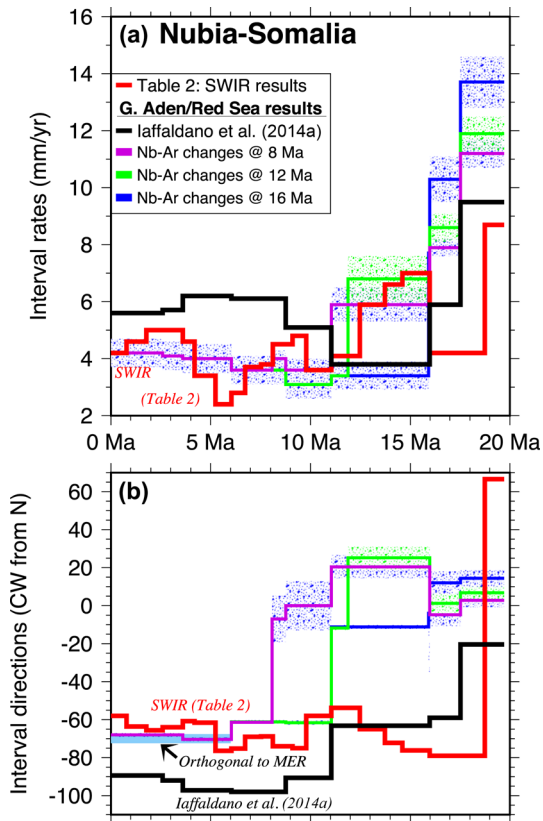 (a) Nubia-Somalia
Table 2: SWIR results
G. Aden/Red Sea results
Iaffaldano et al. (2014a)
Nb-Ar changes @ 8 Ma
Nb-Ar changes @ 12 Ma
Nb-Ar changes @ 16 Ma
Interval rates (mm/yr)
16
14
12
10
8
6
4
2
SWIR
(Table 2)
0 Ma
5 Ma
10 Ma
15 Ma
20 Ma
(b)
Interval directions (CW from N)
60
40
20
0
-20
-40
-60
-80
-100
SWIR (Table 2)
Orthogonal to MER
Iaffaldano et al. (2014a)